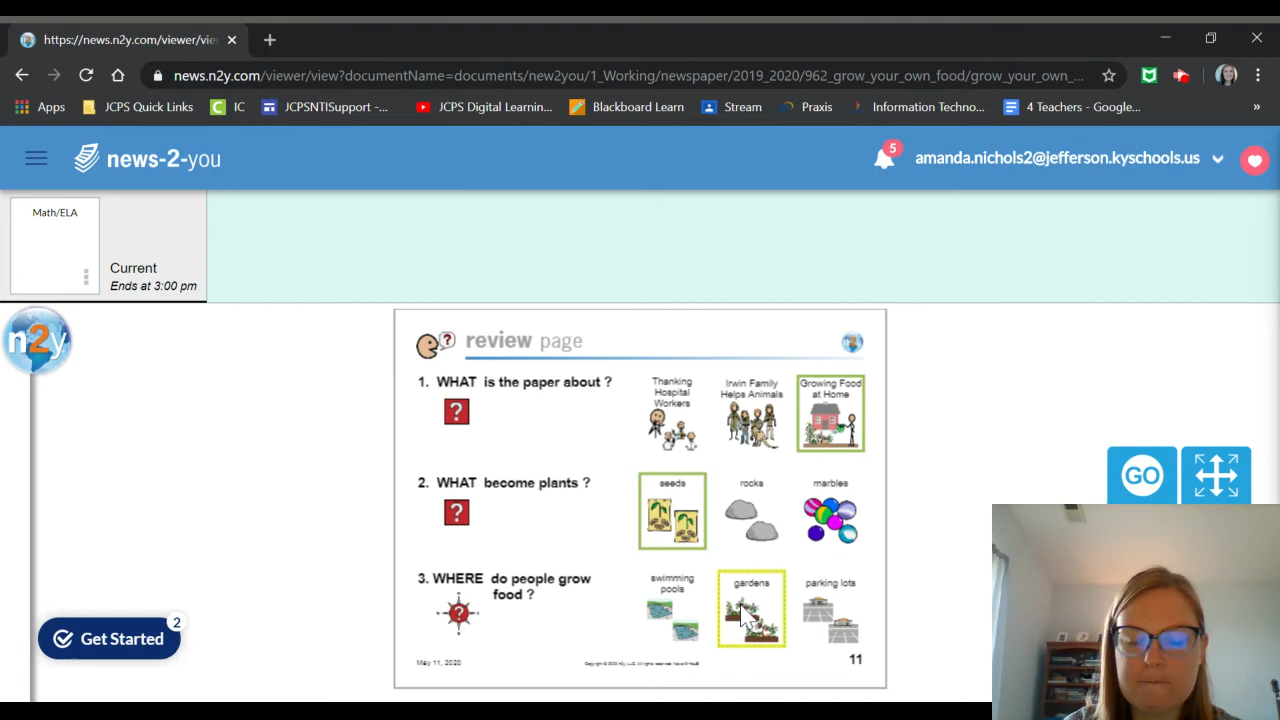 https://news.n2y.com/viewer/vie
news.n2y.com/viewer/view?documentName=documents/new2you/1_Working/newspaper/2019_2020/962_grow_your_own_food/grow_your_own_...
Apps JCPS Quick Links IC JCPSNTISupport -... JCPS Digital Learnin... Blackboard Learn Stream Praxis Information Techno... 4 Teachers - Google... »
news-2-you 5 amanda.nichols2@jefferson.kyschools.us
Math/ELA
Current
Ends at 3:00 pm
n2y
review page
1. WHAT is the paper about ?
Thanking
Hospital
Workers
Irwin Family
Helps Animals
Growing Food
at Home
?
2. WHAT become plants ?
seeds rocks marbles
?
3. WHERE do people grow
food ?
swimming
pools
gardens
parking lots
?
GO
Get Started 2
May 11, 2020
11